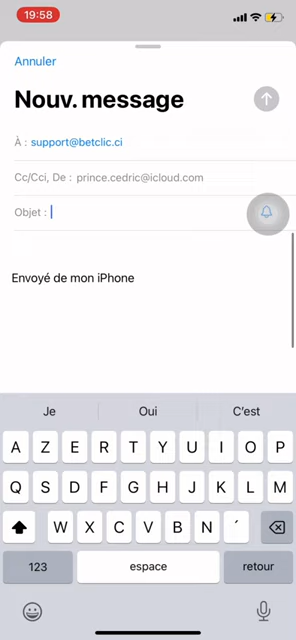 19:58
Annuler
Nouv. message
À : support@betclic.ci
Cc/Cci, De : prince.cedric@icloud.com
Objet :
Envoyé de mon iPhone
Je Oui C'est
A Z E R T Y U I O P
Q S D F G H J K L M
W X C V B N ´
123 espace retour